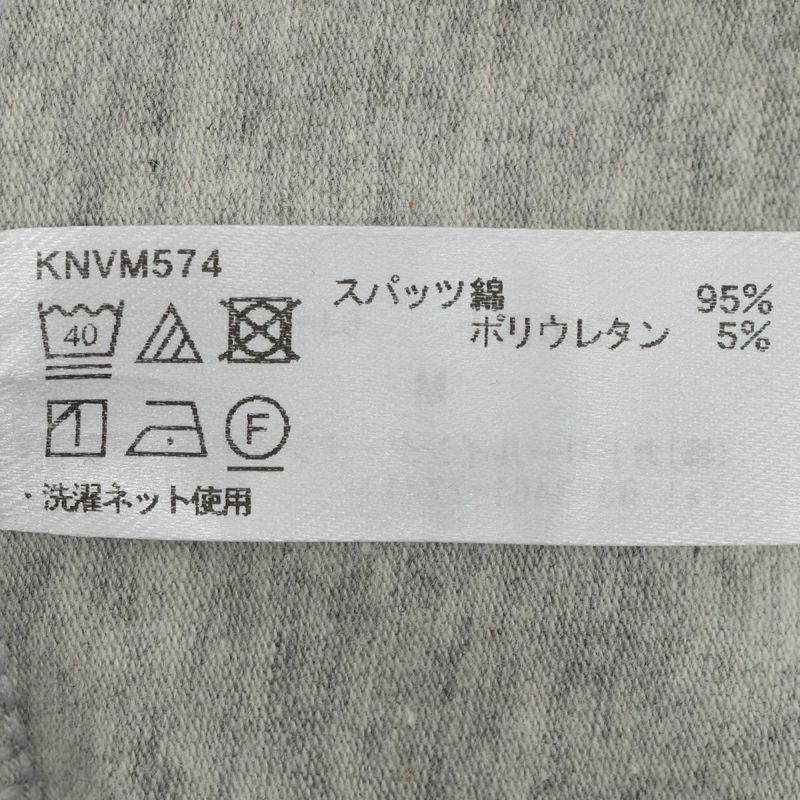 KNVM574
スパッツ綿 95%
ポリウレタン 5%
40
F
・洗濯ネット使用
M